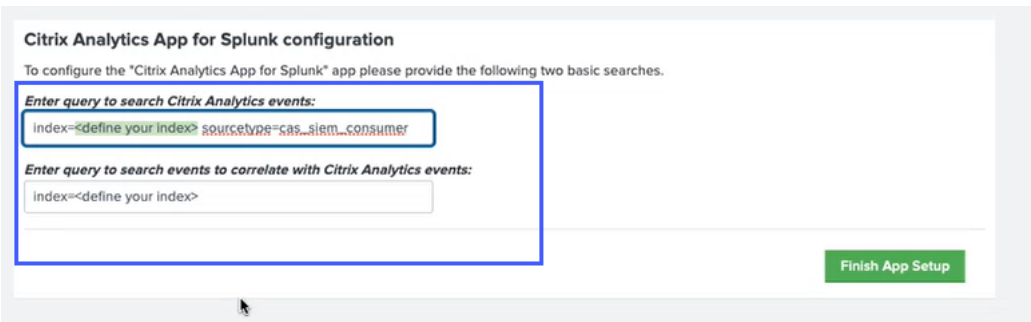 Citrix Analytics App for Splunk configuration
To configure the "Citrix Analytics App for Splunk" app please provide the following two basic searches.
Enter query to search Citrix Analytics events:
index=<define your index> sourcetype=cas_siem_consumer
Enter query to search events to correlate with Citrix Analytics events:
index=<define your index>
Finish App Setup